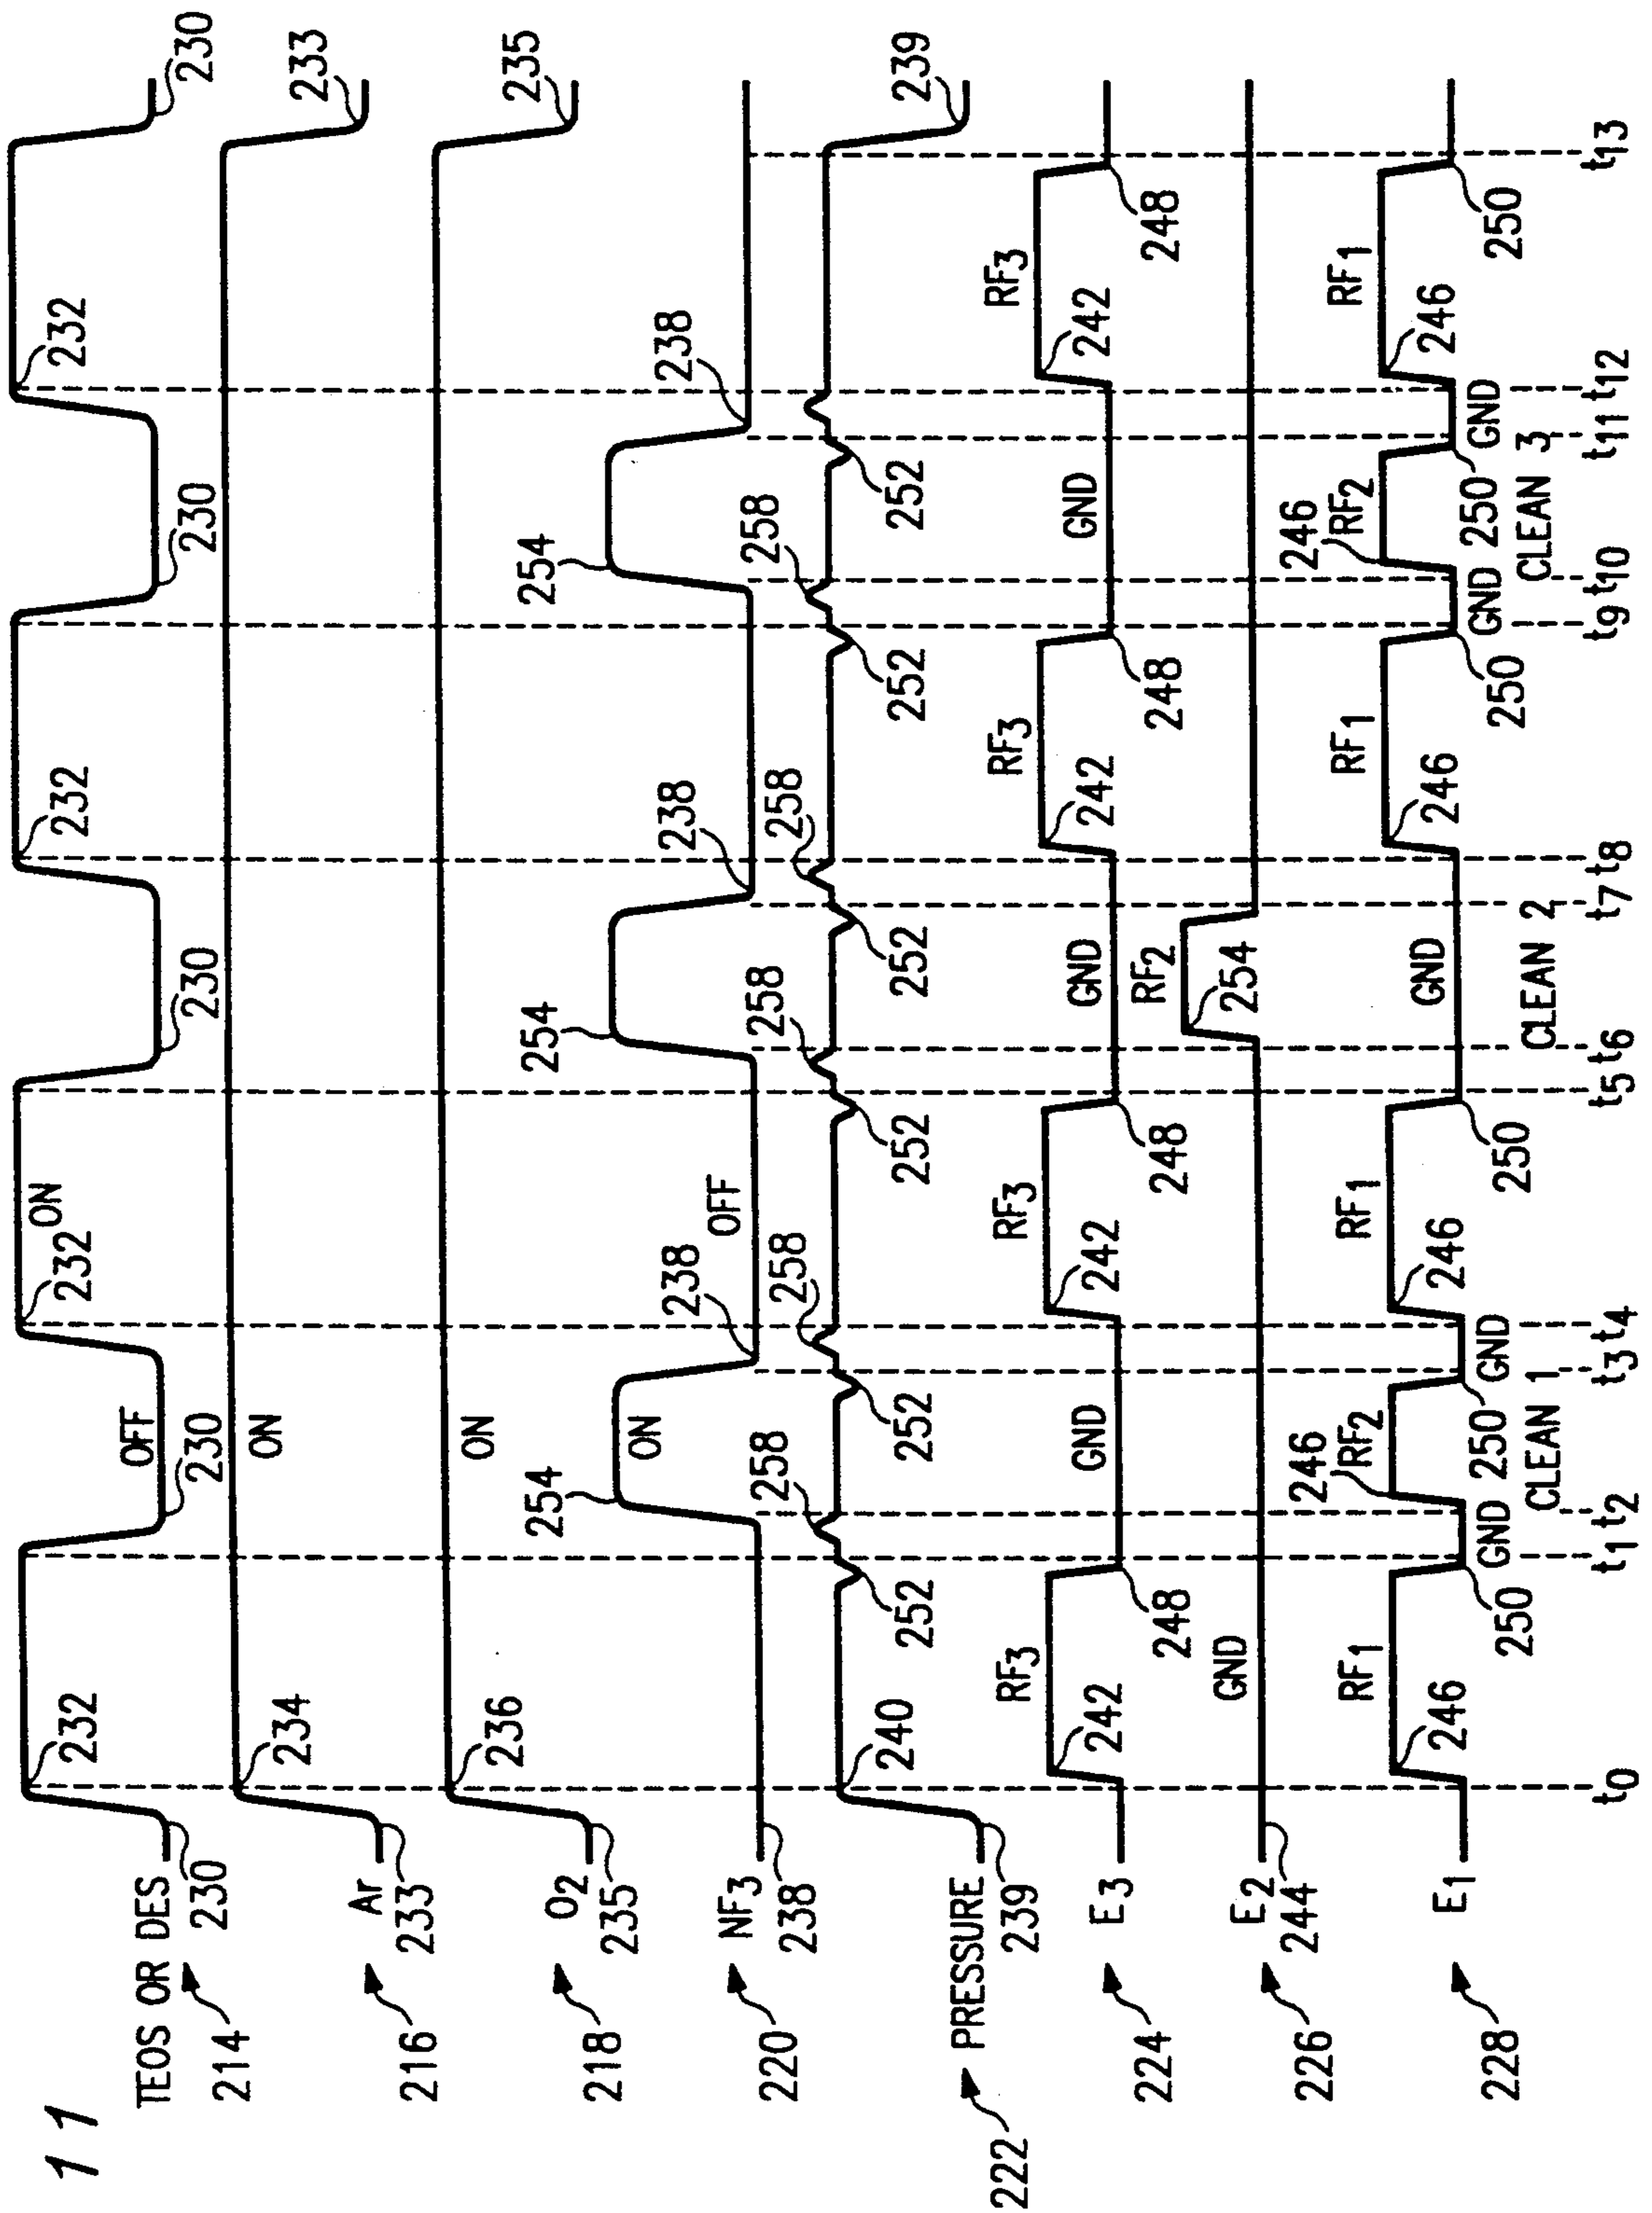 11
TEOS OR DES
214
230
232
230
OFF
232
ON
230
232
230
232
230
Ar
216
233
234
ON
233
O2
218
235
236
ON
235
NF3
220
238
254
ON
238
OFF
254
238
254
238
PRESSURE
222
239
240
252
258
252
258
252
258
252
258
252
258
252
239
E3
224
242
RF3
248
GND
242
RF3
248
GND
242
RF3
248
GND
242
RF3
248
E2
226
244
GND
RF2
254
E1
228
246
RF1
250
GND
246
RF2
250
GND
246
RF1
250
GND
246
RF1
250
GND
246
RF2
250
GND
246
RF1
250
CLEAN 1
CLEAN 2
CLEAN 3
t0
t1
t2
t3
t4
t5
t6
t7
t8
t9
t10
t11
t12
t13